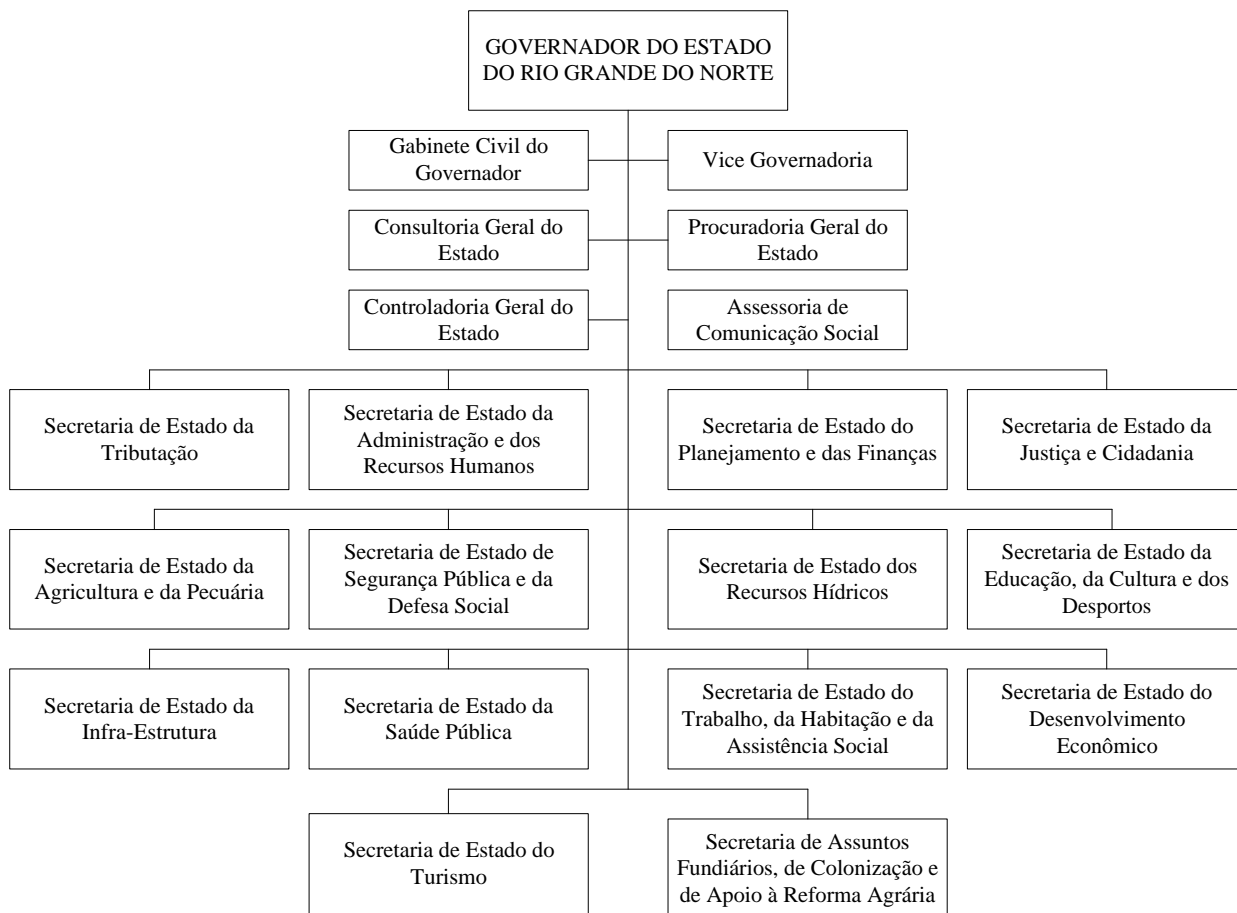 GOVERNADOR DO ESTADO
DO RIO GRANDE DO NORTE
Gabinete Civil do
Governador
Vice Governadoria
Consultoria Geral do
Estado
Procuradoria Geral do
Estado
Controladoria Geral do
Estado
Assessoria de
Comunicação Social
Secretaria de Estado da
Tributação
Secretaria de Estado da
Administração e dos
Recursos Humanos
Secretaria de Estado do
Planejamento e das Finanças
Secretaria de Estado da
Justiça e Cidadania
Secretaria de Estado da
Agricultura e da Pecuária
Secretaria de Estado de
Segurança Pública e da
Defesa Social
Secretaria de Estado dos
Recursos Hídricos
Secretaria de Estado da
Educação, da Cultura e dos
Desportos
Secretaria de Estado da
Infra-Estrutura
Secretaria de Estado da
Saúde Pública
Secretaria de Estado do
Trabalho, da Habitação e da
Assistência Social
Secretaria de Estado do
Desenvolvimento
Econômico
Secretaria de Estado do
Turismo
Secretaria de Assuntos
Fundiários, de Colonização e
de Apoio à Reforma Agrária